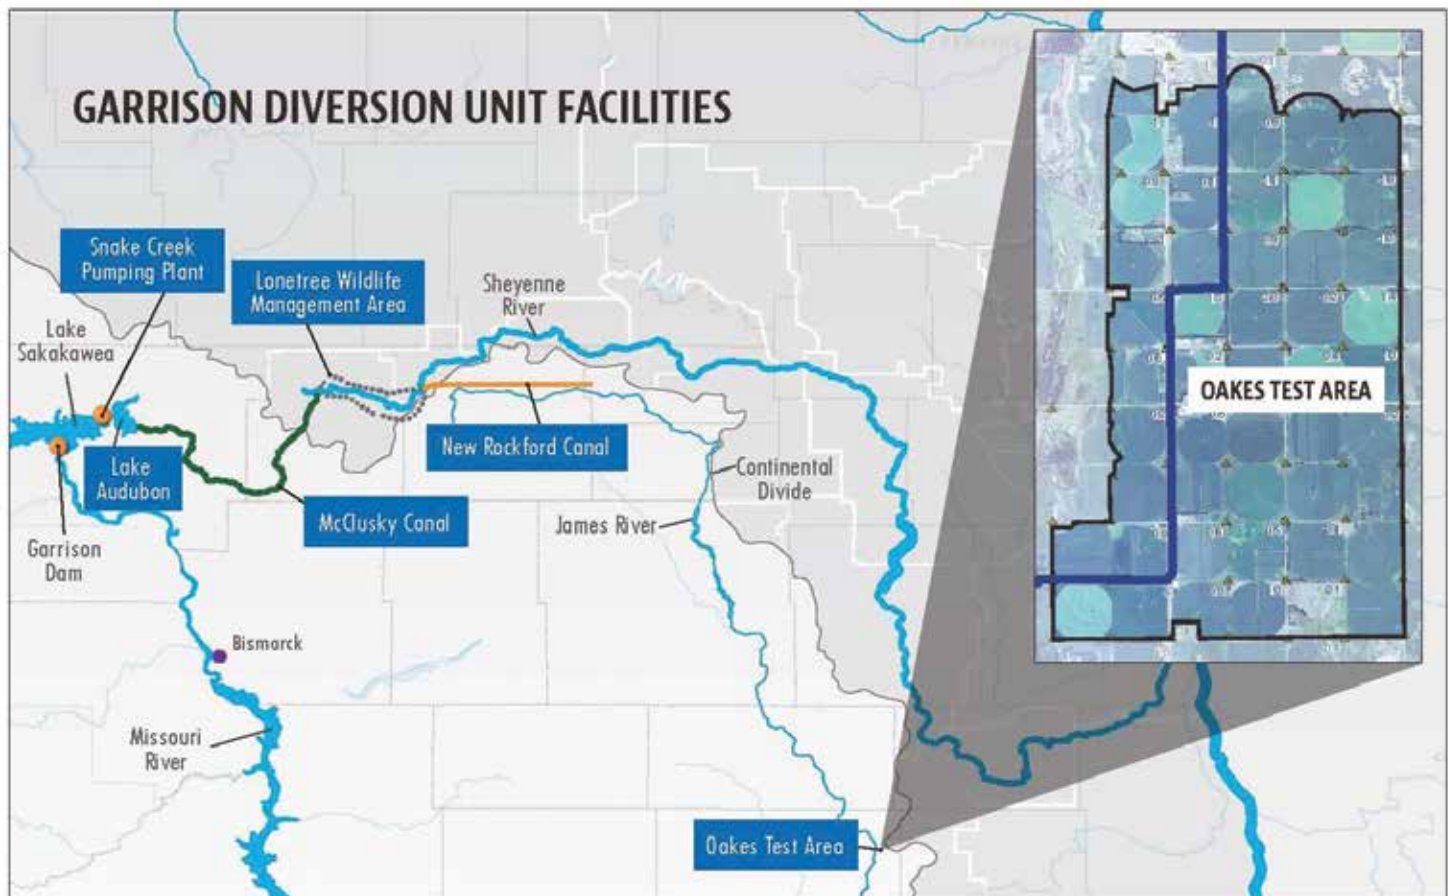 GARRISON DIVERSION UNIT FACILITIES
Snake Creek
Pumping Plant
Lonetree Wildlife
Management Area
Sheyenne
River
Lake
Sakakawea
OAKES TEST AREA
New Rockford Canal
Lake
Audubon
Continental
Divide
McClusky Canal
James River
Garrison
Dam
Bismarck
Missouri
River
Oakes Test Area